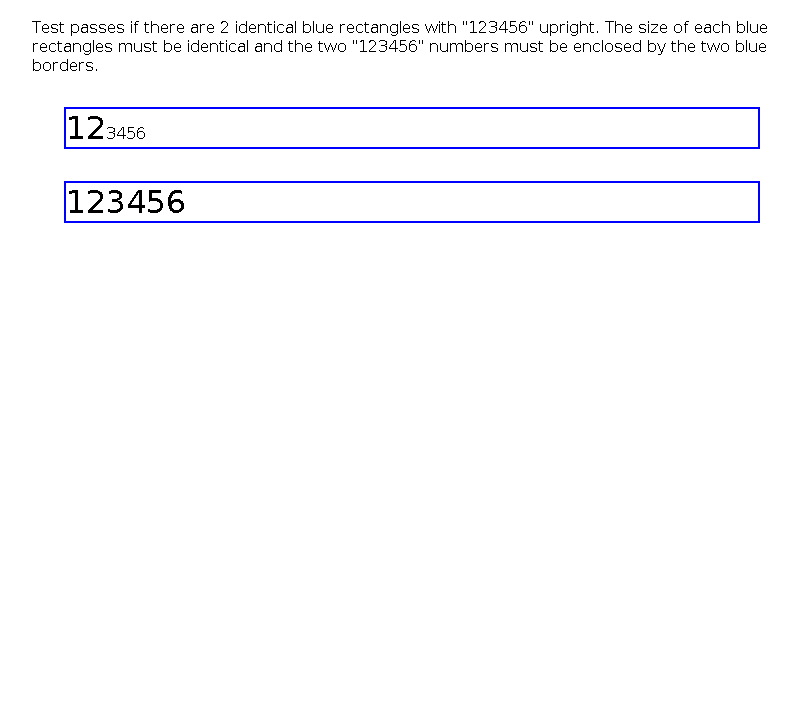 Test passes if there are 2 identical blue rectangles with "123456" upright. The size of each blue
rectangles must be identical and the two "123456" numbers must be enclosed by the two blue
borders.
123456
123456